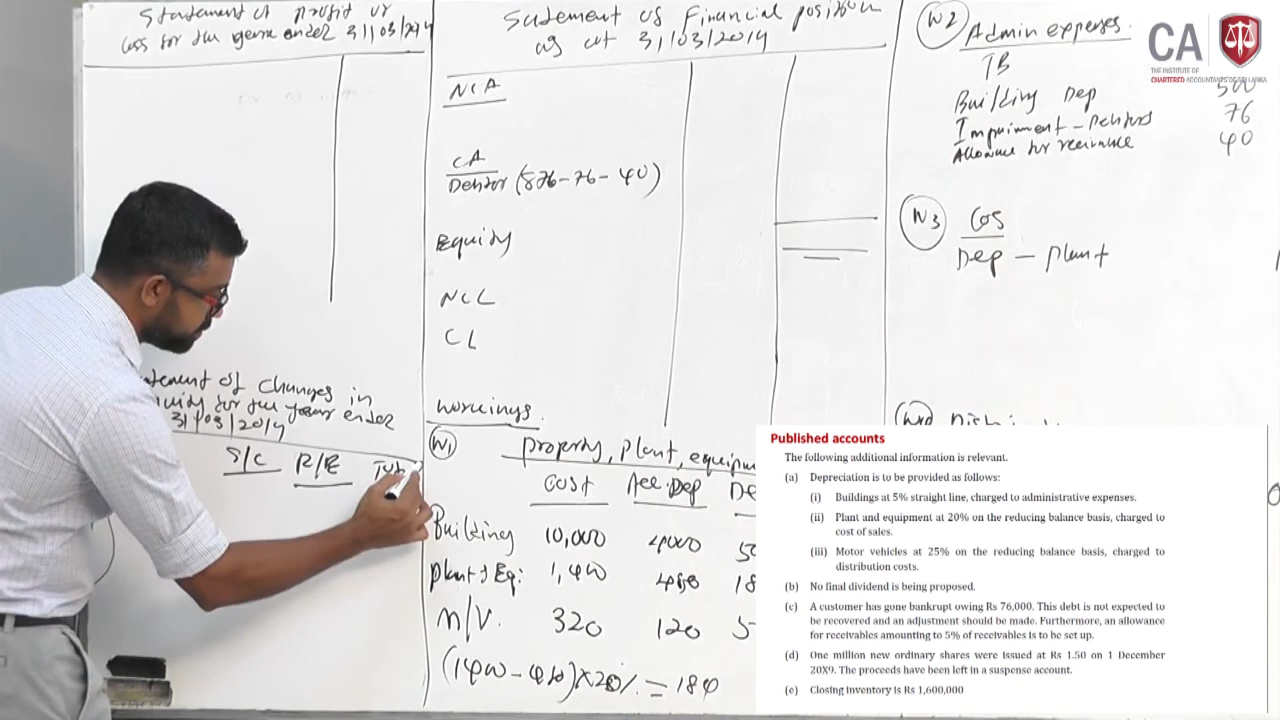 Statement of profit or
loss for the year ended 31/03/2019
Statement of Financial position
as at 31/03/2019
NCA
CA
Debtor (876-76-40)
Equity
NCL
CL
Workings.
W1 Property, Plant, equipm
Cost Acc. Dep De
Building 10,000 4000 50
Plant & Eq: 1,400 480 18
M/V. 320 120 5
(1400-480)X20% = 184
tement of Changes in
uity for the year ended
31/03/2019
S/C R/E Tot
W2 Admin expenses.
TB
Building Dep 500
Impairment - Debtors 76
Allowance for receivable 40
W3 COS
Dep - Plant
CA
THE INSTITUTE OF
CHARTERED ACCOUNTANTS OF SRI LANKA
Published accounts
The following additional information is relevant.
(a) Depreciation is to be provided as follows:
(i) Buildings at 5% straight line, charged to administrative expenses.
(ii) Plant and equipment at 20% on the reducing balance basis, charged to
cost of sales.
(iii) Motor vehicles at 25% on the reducing balance basis, charged to
distribution costs.
(b) No final dividend is being proposed.
(c) A customer has gone bankrupt owing Rs 76,000. This debt is not expected to
be recovered and an adjustment should be made. Furthermore, an allowance
for receivables amounting to 5% of receivables is to be set up.
(d) One million new ordinary shares were issued at Rs 1.50 on 1 December
20X9. The proceeds have been left in a suspense account.
(e) Closing inventory is Rs 1,600,000